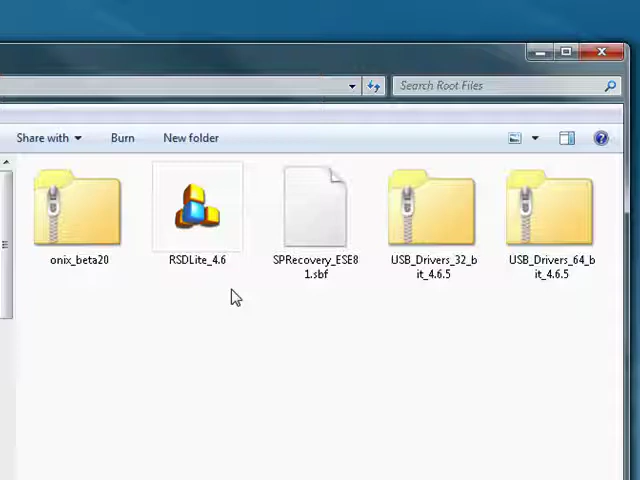 Search Root Files
Share with
Burn
New folder
onix_beta20
RSDLite_4.6
SPRecovery_ESE8
1.sbf
USB_Drivers_32_b
it_4.6.5
USB_Drivers_64_b
it_4.6.5